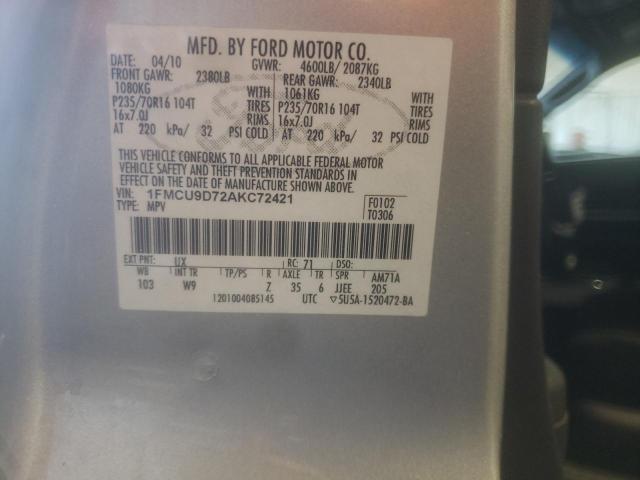 MFD. BY FORD MOTOR CO.
DATE: 04/10 GVWR: 4600LB/ 2087KG
FRONT GAWR: 2380LB REAR GAWR: 2340LB
1080KG WITH 1061KG WITH
P235/70R16 104T TIRES P235/70R16 104T TIRES
16x7.0J RIMS 16x7.0J RIMS
AT 220 kPa/ 32 PSI COLD AT 220 kPa/ 32 PSI COLD
THIS VEHICLE CONFORMS TO ALL APPLICABLE FEDERAL MOTOR
VEHICLE SAFETY AND THEFT PREVENTION STANDARDS IN
EFFECT ON THE DATE OF MANUFACTURE SHOWN ABOVE.
VIN: 1FMCU9D72AKC72421 F0102
TYPE: MPV T0306
EXT PNT: UX RC: 71 DSO:
WB INT TR TP/PS R AXLE TR SPR AM71A
103 W9 Z 35 6 JJEE 205
1201004085145 UTC ▽5U5A-1520472-BA